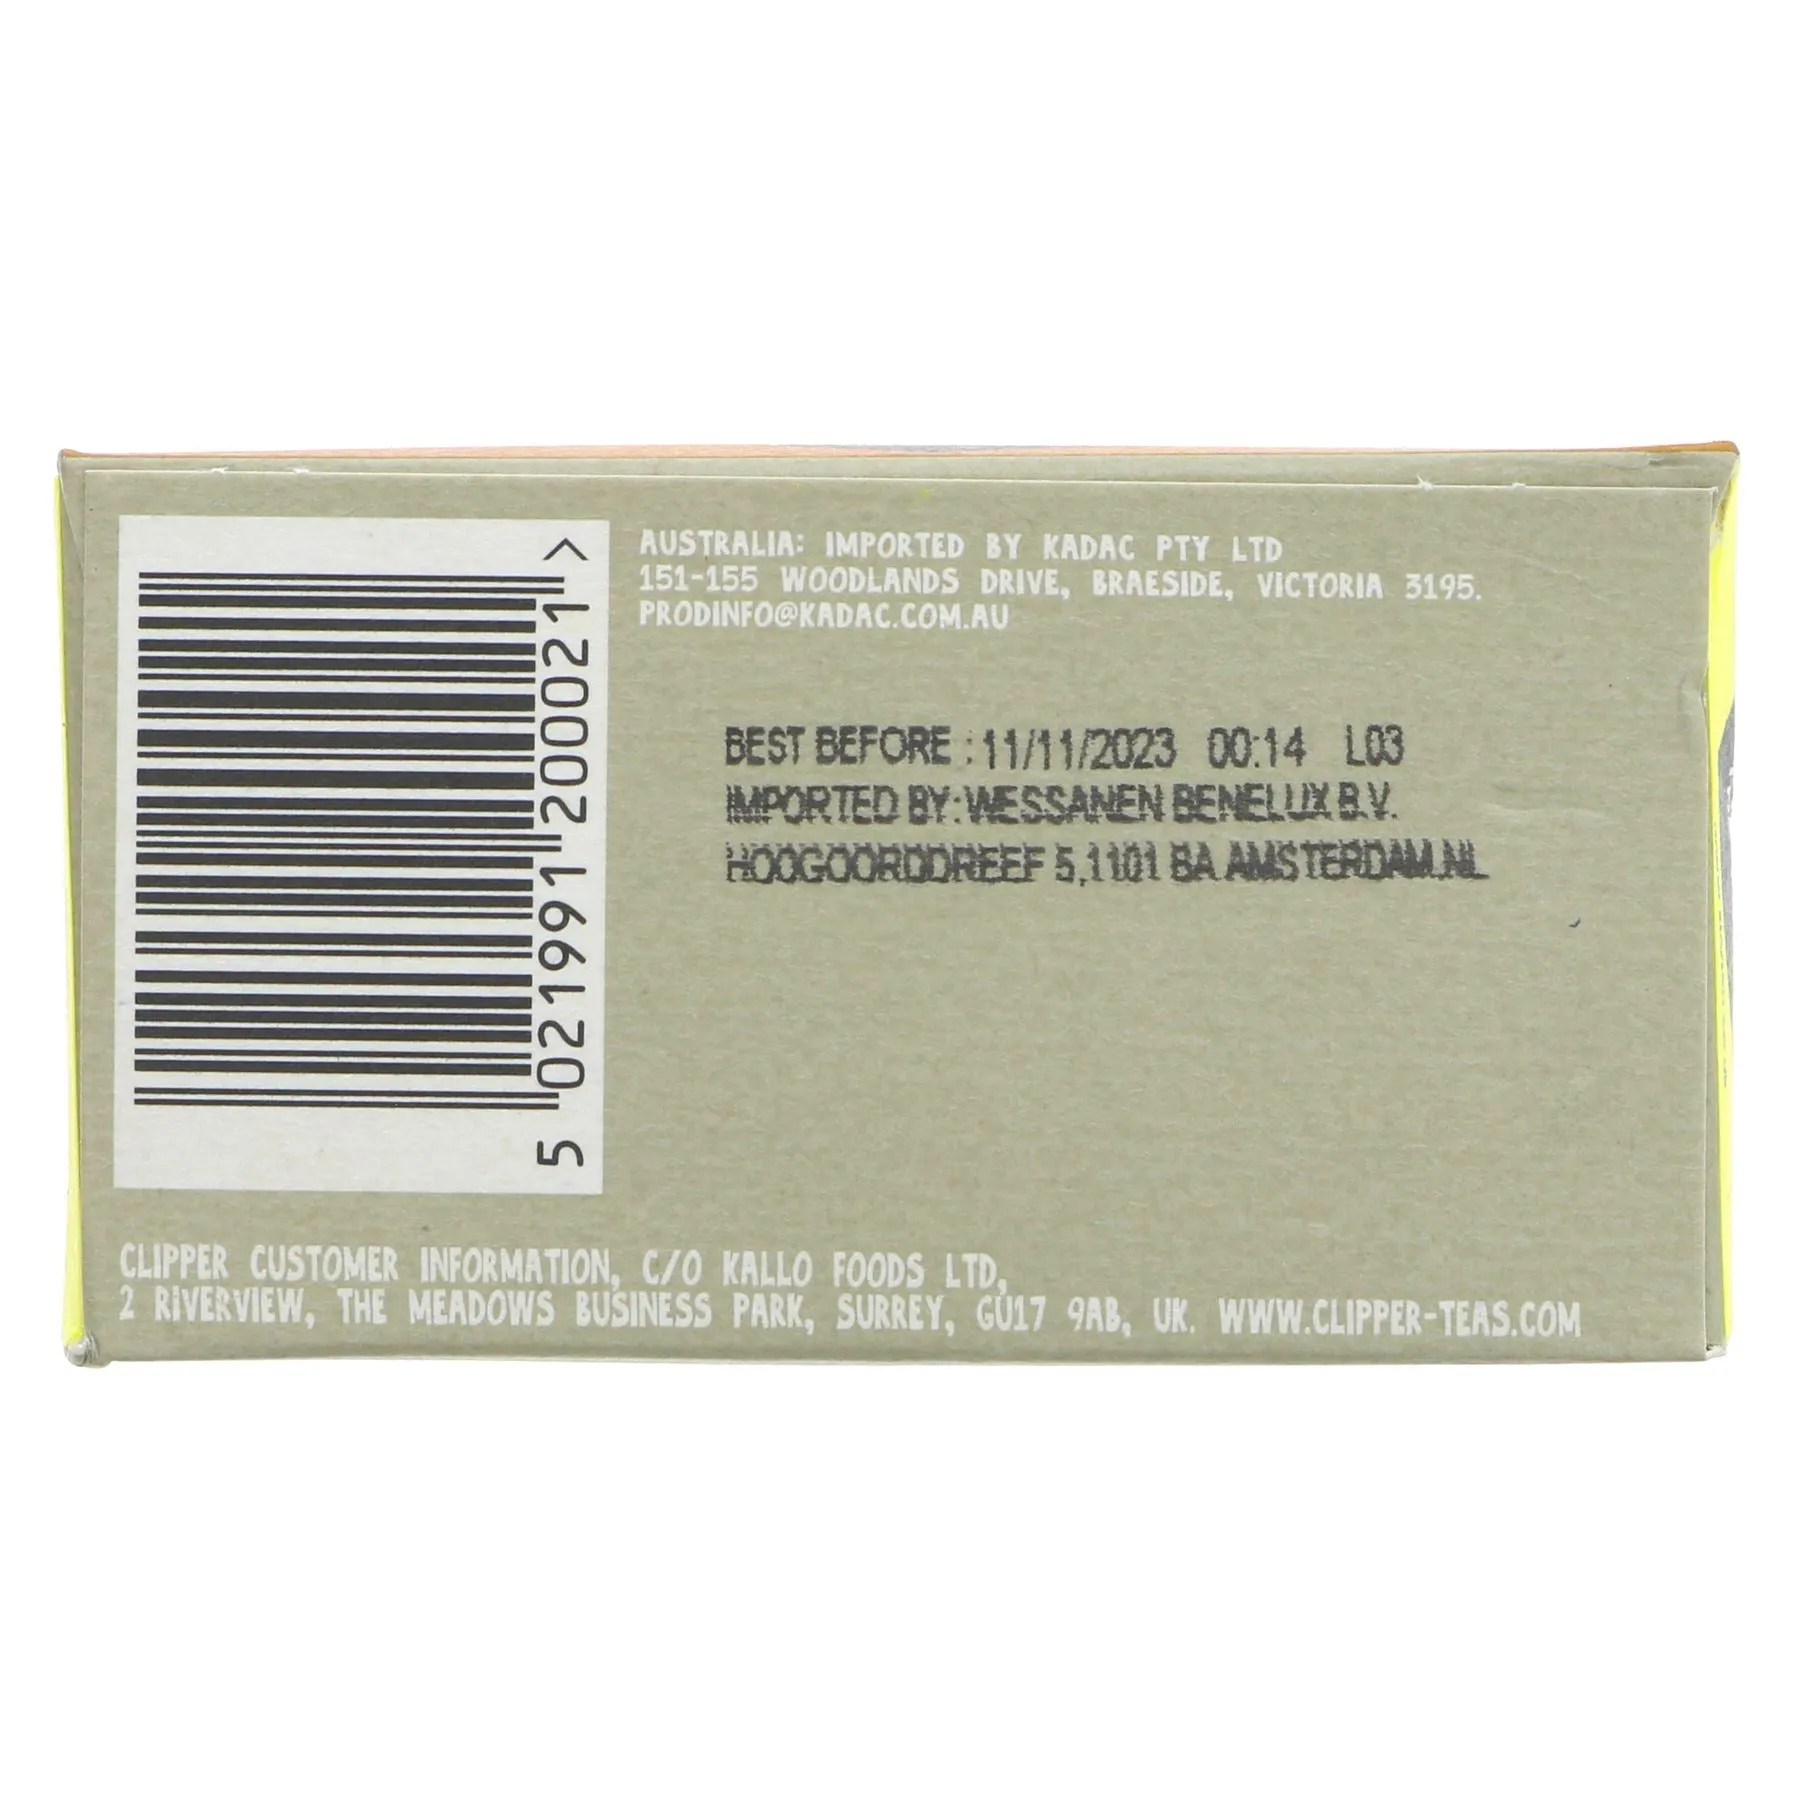 AUSTRALIA: IMPORTED BY KADAC PTY LTD
151-155 WOODLANDS DRIVE, BRAESIDE, VICTORIA 3195.
PRODINFO@KADAC.COM.AU
BEST BEFORE : 11/11/2023 00:14 L03
IMPORTED BY: WESSANEN BENELUX B.V.
HOOGOORDDREEF 5,1101 BA AMSTERDAM.NL
5 021991 200021 >
CLIPPER CUSTOMER INFORMATION, C/O KALLO FOODS LTD,
2 RIVERVIEW, THE MEADOWS BUSINESS PARK, SURREY, GU17 9AB, UK. WWW.CLIPPER-TEAS.COM